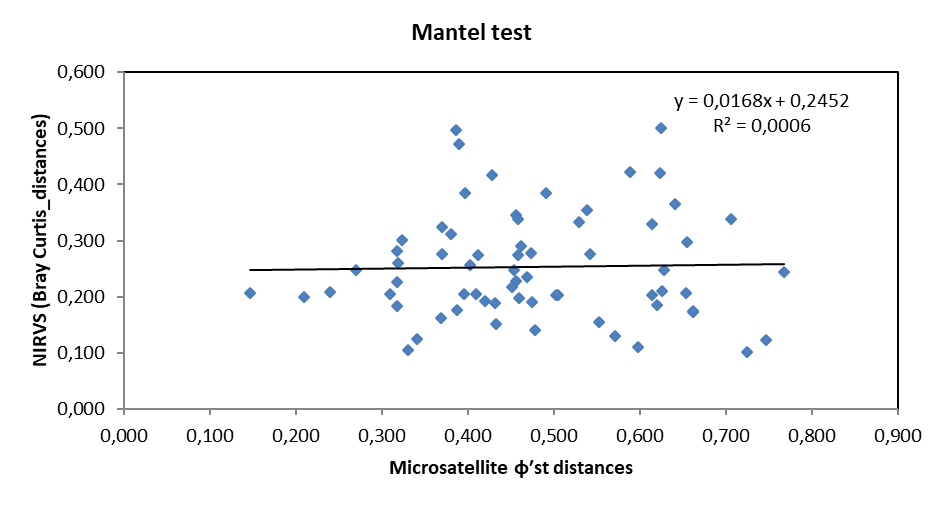 Mantel test
y = 0,0168x + 0,2452
R² = 0,0006
NIRVS (Bray Curtis_distances)
0,600
0,500
0,400
0,300
0,200
0,100
0,000
0,000 0,100 0,200 0,300 0,400 0,500 0,600 0,700 0,800 0,900
Microsatellite ϕ’st distances